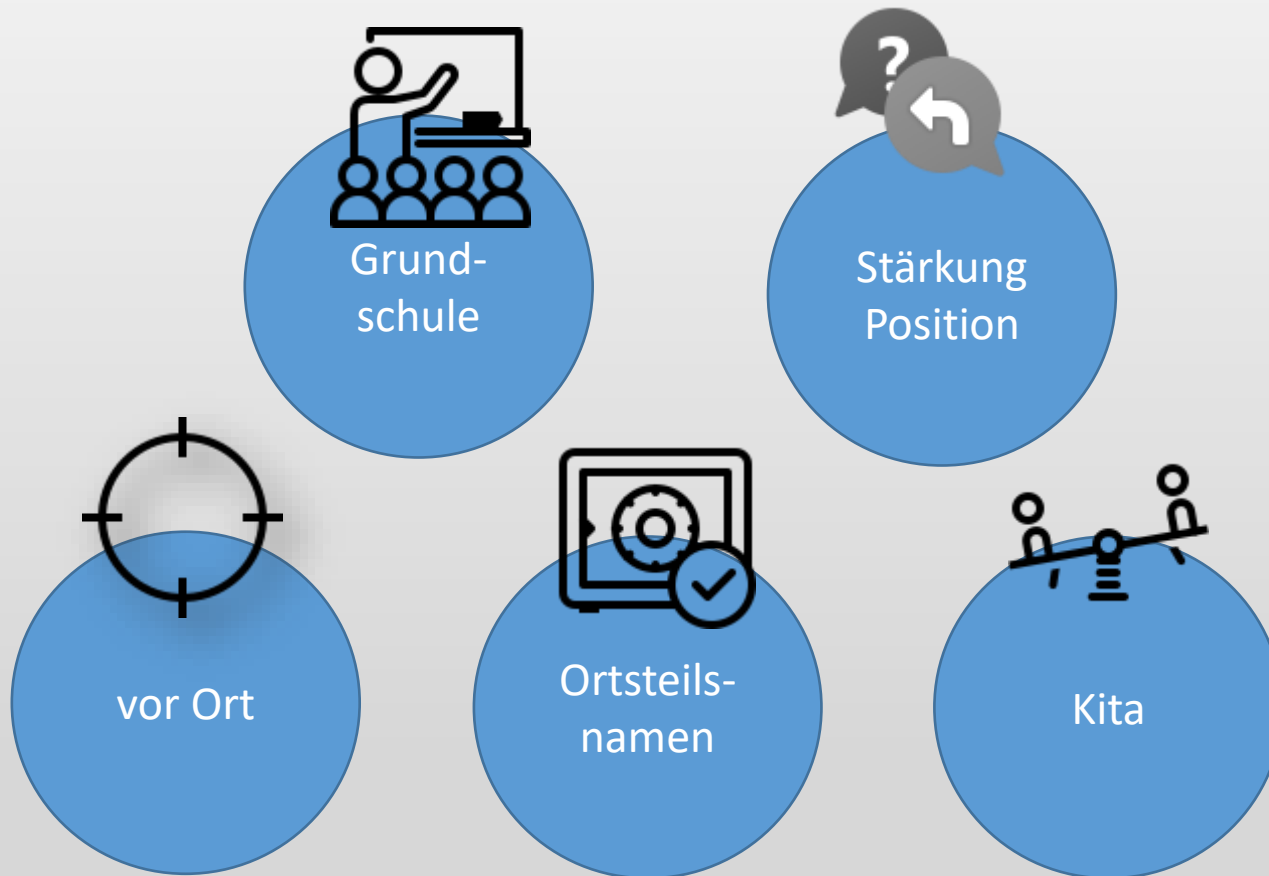 Grund-
schule
Stärkung
Position
vor Ort
Ortsteils-
namen
Kita